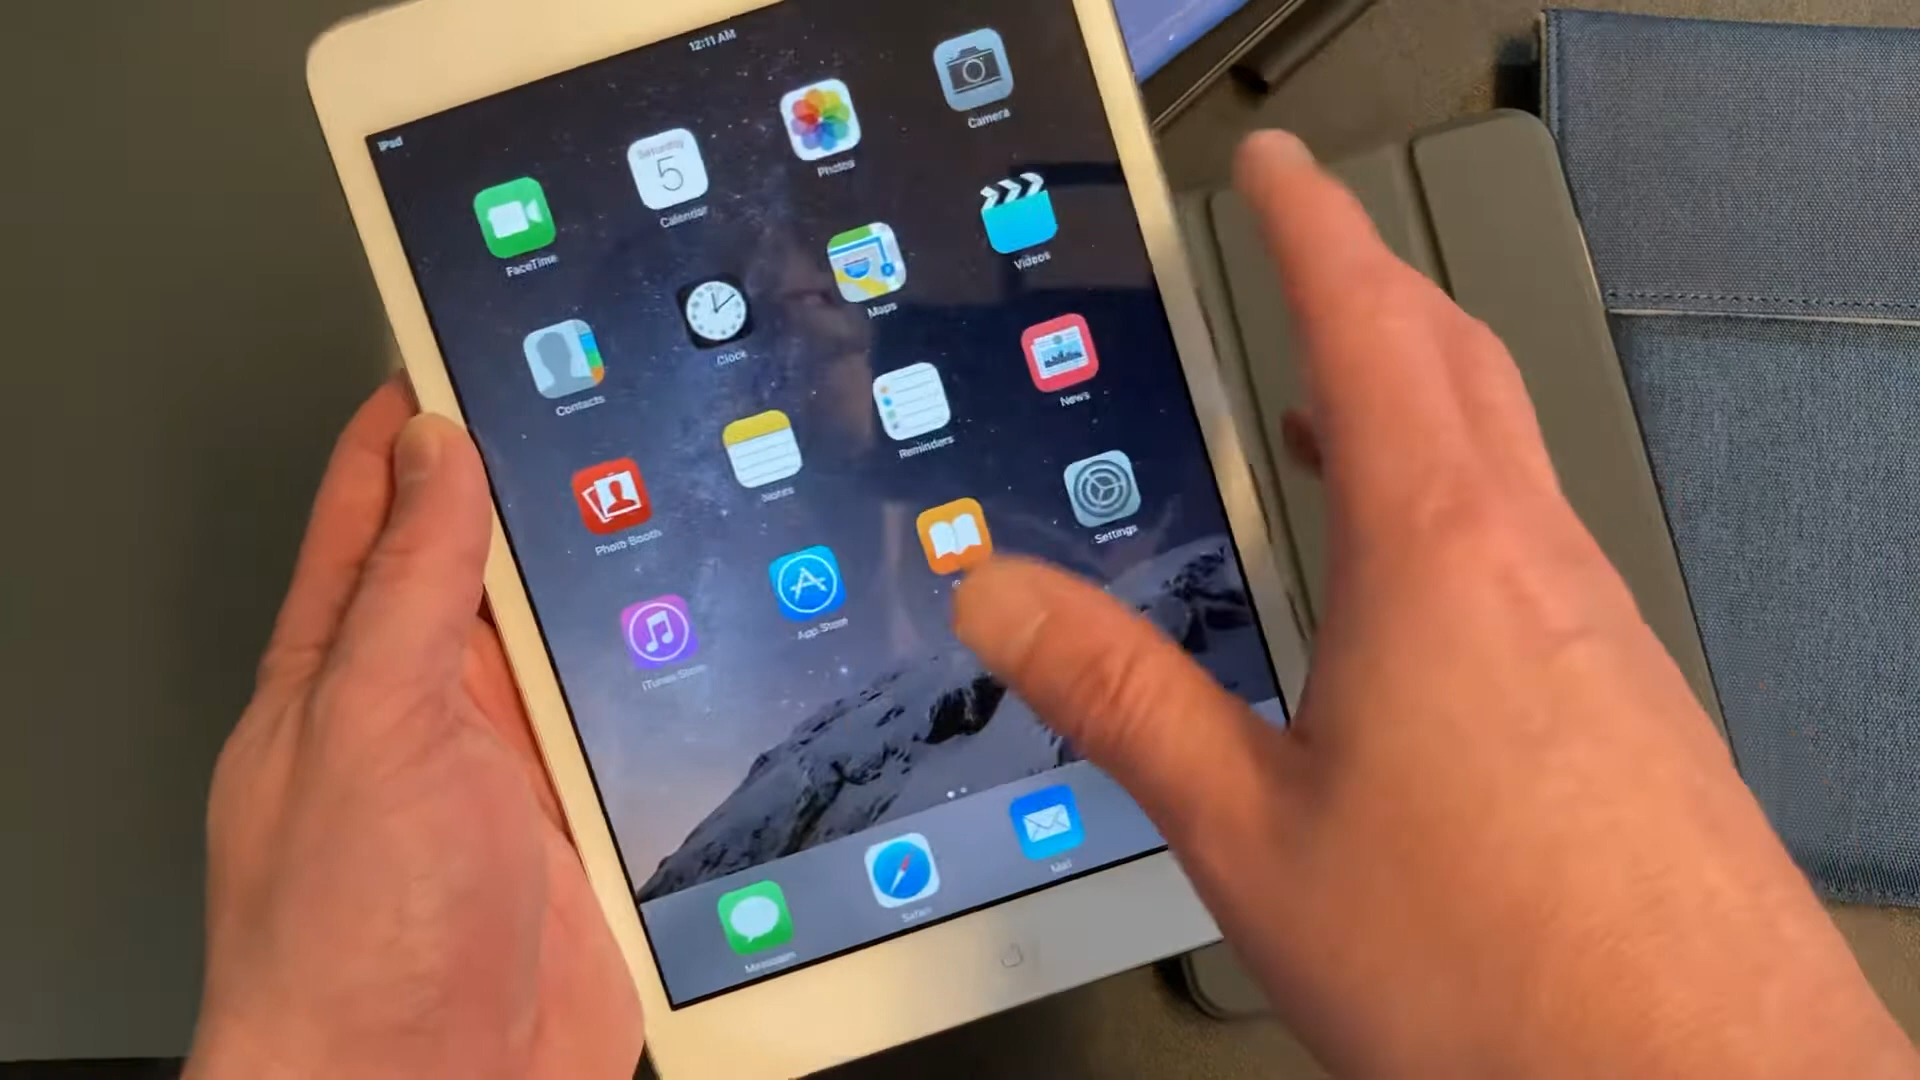 12:11 AM
iPad
FaceTime
Saturday
5
Calendar
Photos
Camera
Contacts
Clock
Maps
Videos
Photo Booth
Notes
Reminders
News
iTunes Store
App Store
Settings
Messages
Safari
Mail